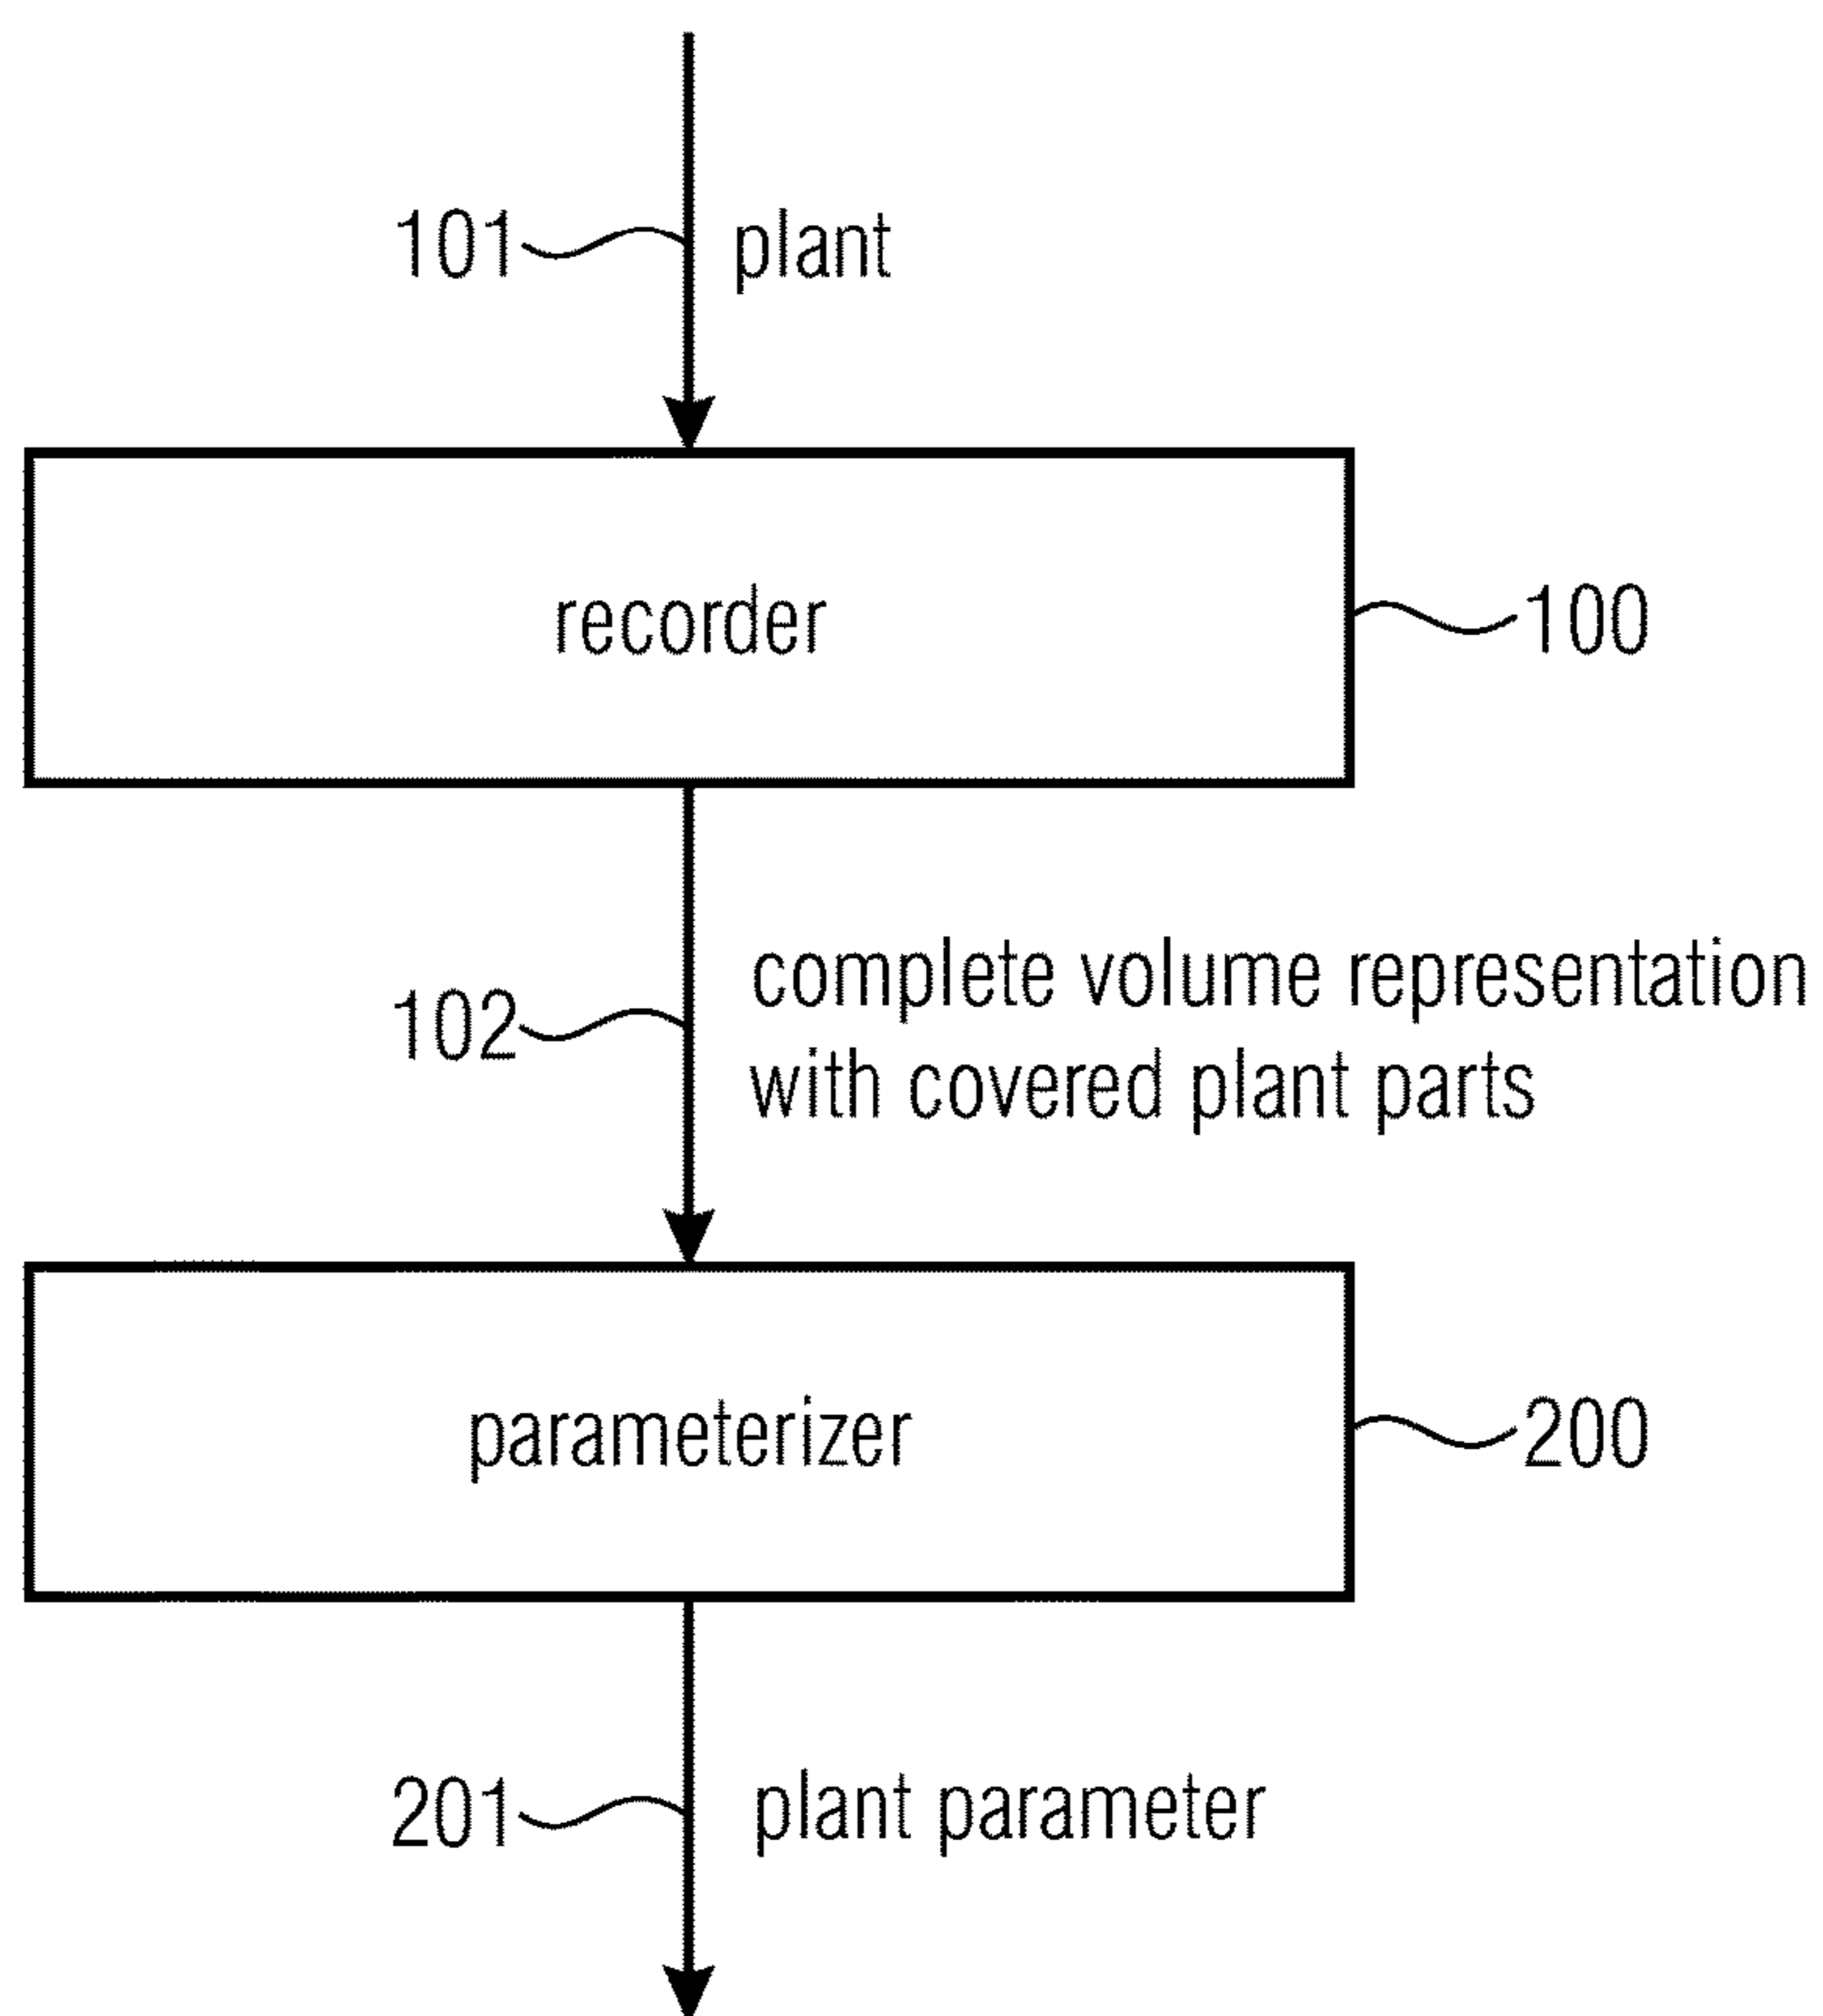 101 plant
recorder 100
102 complete volume representation
with covered plant parts
parameterizer 200
201 plant parameter